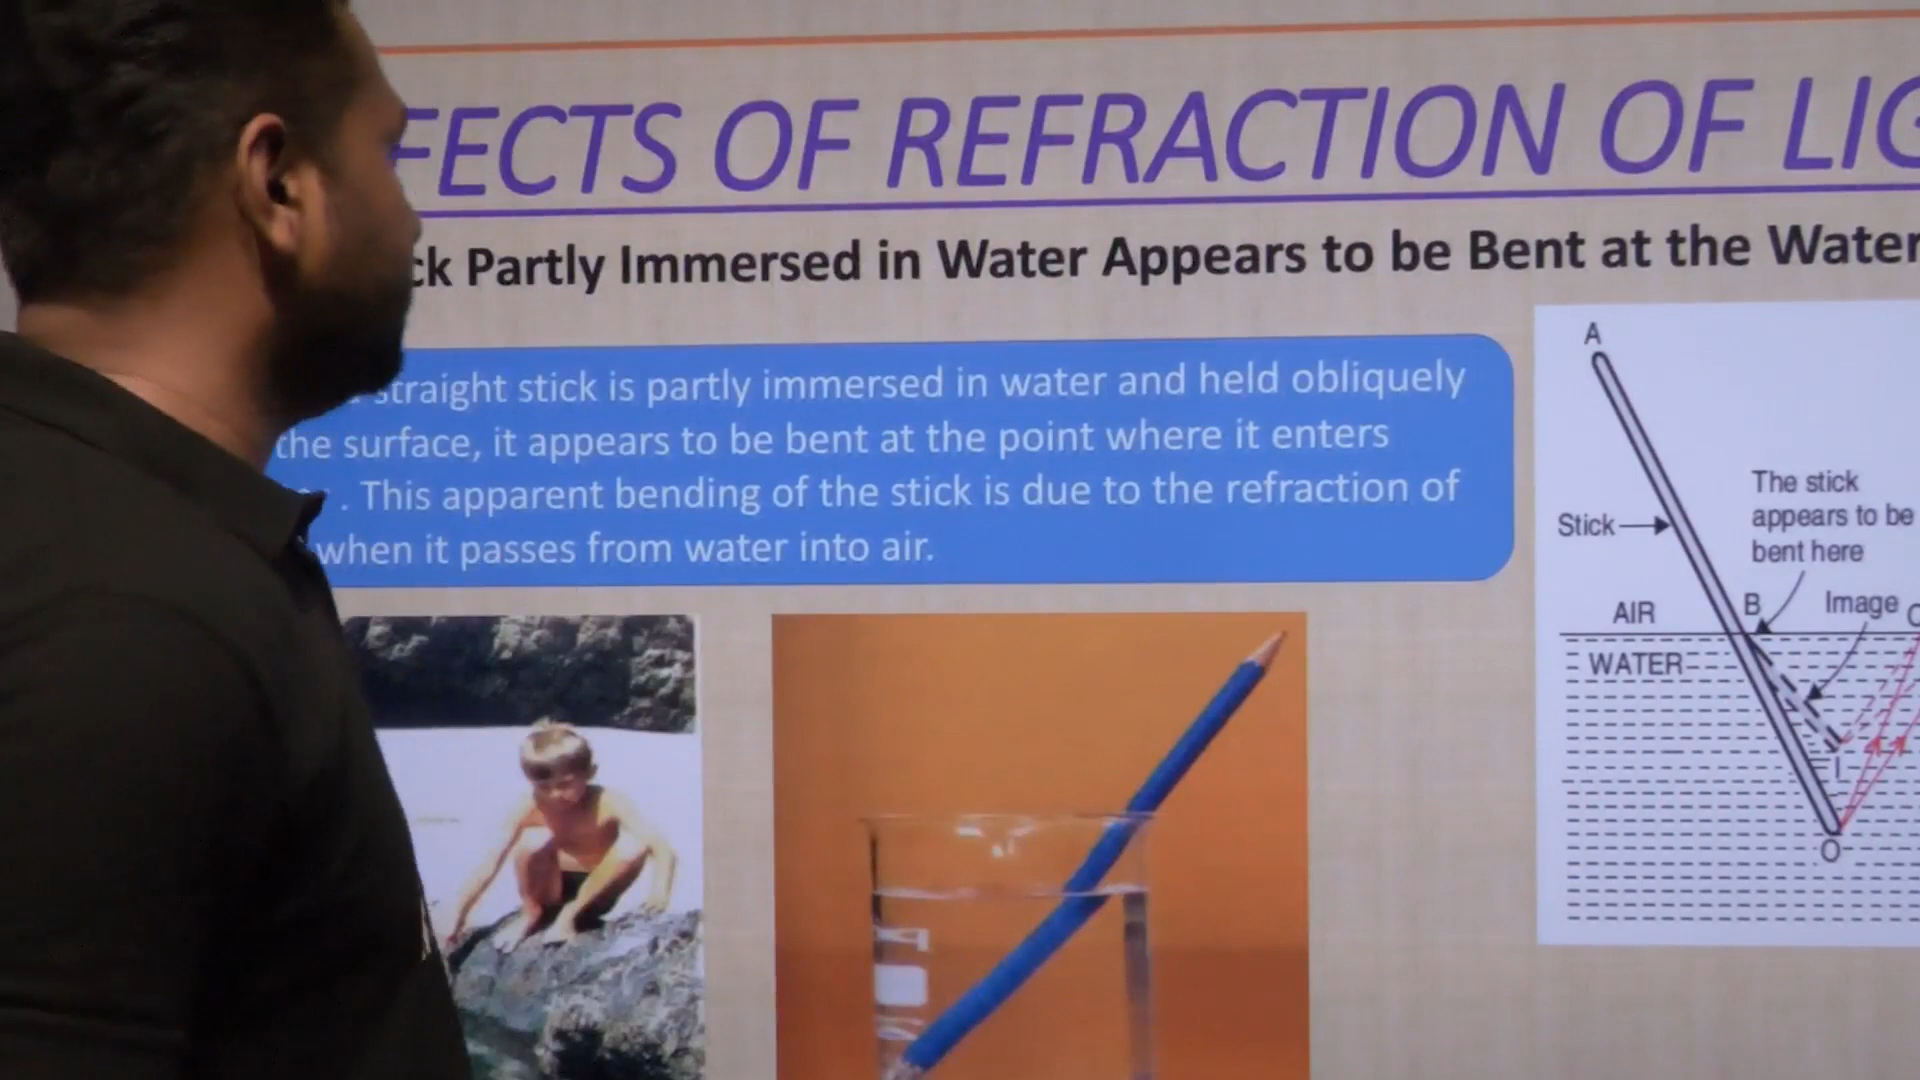 FECTS OF REFRACTION OF LIG
ck Partly Immersed in Water Appears to be Bent at the Water
straight stick is partly immersed in water and held obliquely
the surface, it appears to be bent at the point where it enters
. This apparent bending of the stick is due to the refraction of
when it passes from water into air.
A
Stick
The stick
appears to be
bent here
AIR
B
Image
C
WATER
I
O